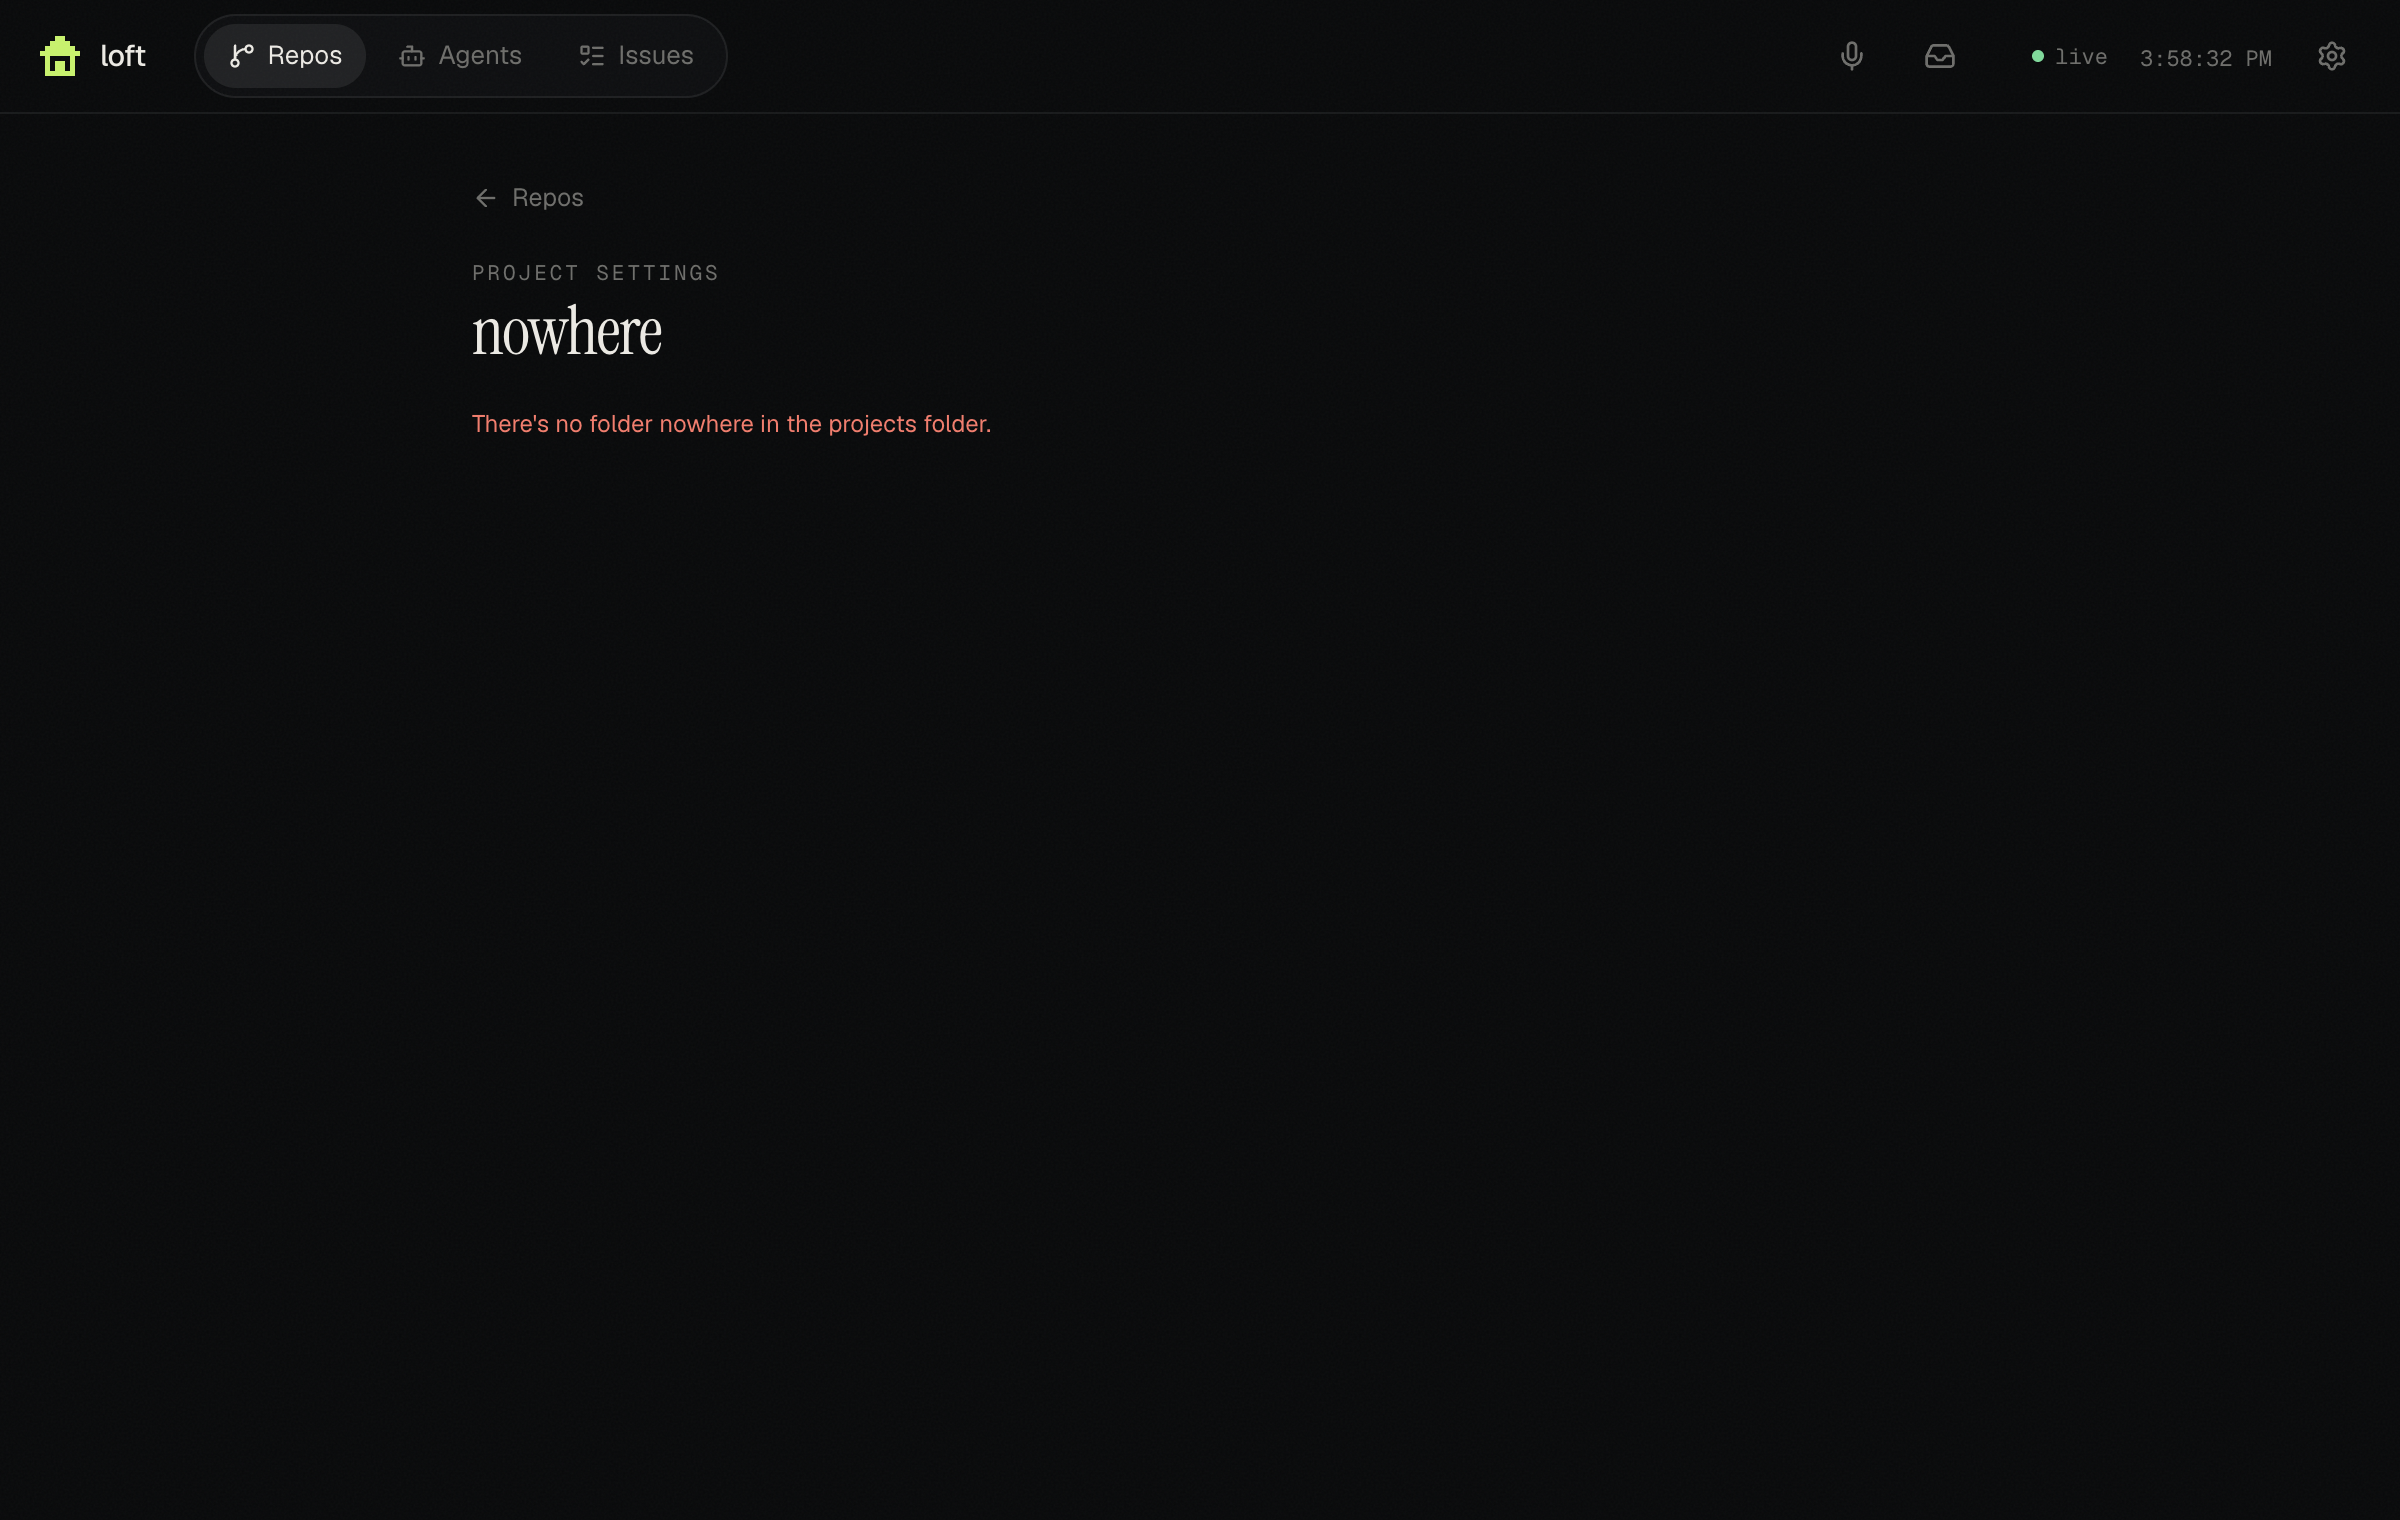 loft
Repos
Agents
Issues
live
3:58:32 PM
Repos
PROJECT SETTINGS
nowhere
There's no folder nowhere in the projects folder.